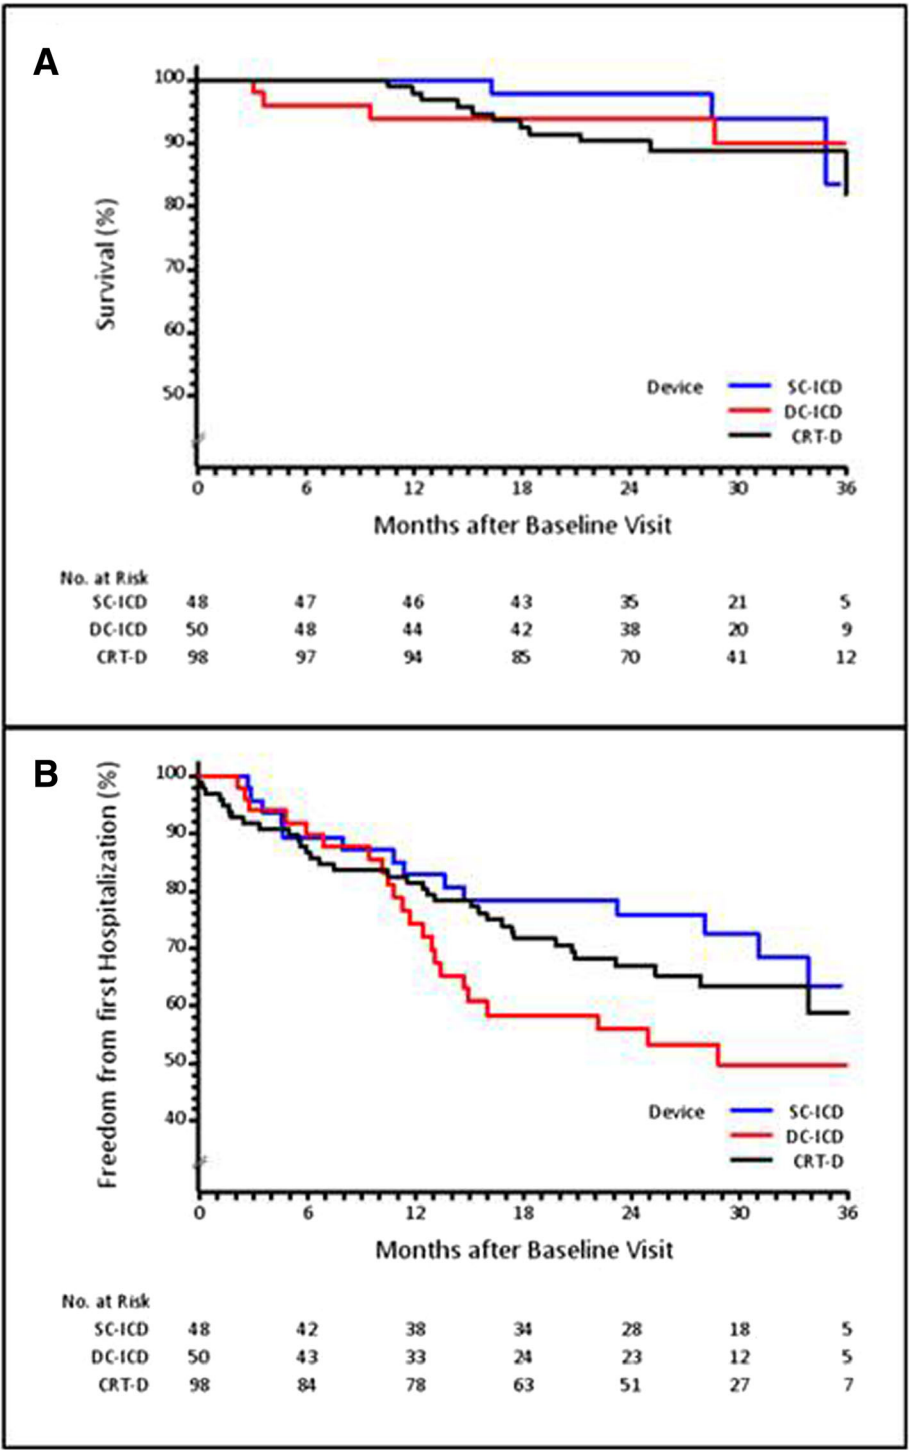 A
Survival (%)
100
90
80
70
60
50
Device SC-ICD
DC-ICD
CRT-D
0 6 12 18 24 30 36
Months after Baseline Visit
No. at Risk
SC-ICD 48 47 46 43 35 21 5
DC-ICD 50 48 44 42 38 20 9
CRT-D 98 97 94 85 70 41 12
B
Freedom from first Hospitalization (%)
100
90
80
70
60
50
40
Device SC-ICD
DC-ICD
CRT-D
0 6 12 18 24 30 36
Months after Baseline Visit
No. at Risk
SC-ICD 48 42 38 34 28 18 5
DC-ICD 50 43 33 24 23 12 5
CRT-D 98 84 78 63 51 27 7